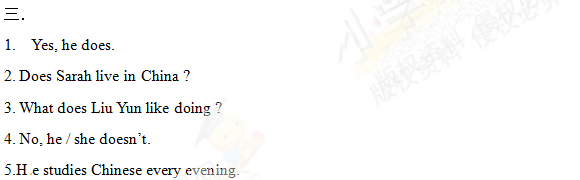 三.
1. Yes, he does.
2. Does Sarah live in China ?
3. What does Liu Yun like doing ?
4. No, he / she doesn't.
5.H e studies Chinese every evening.